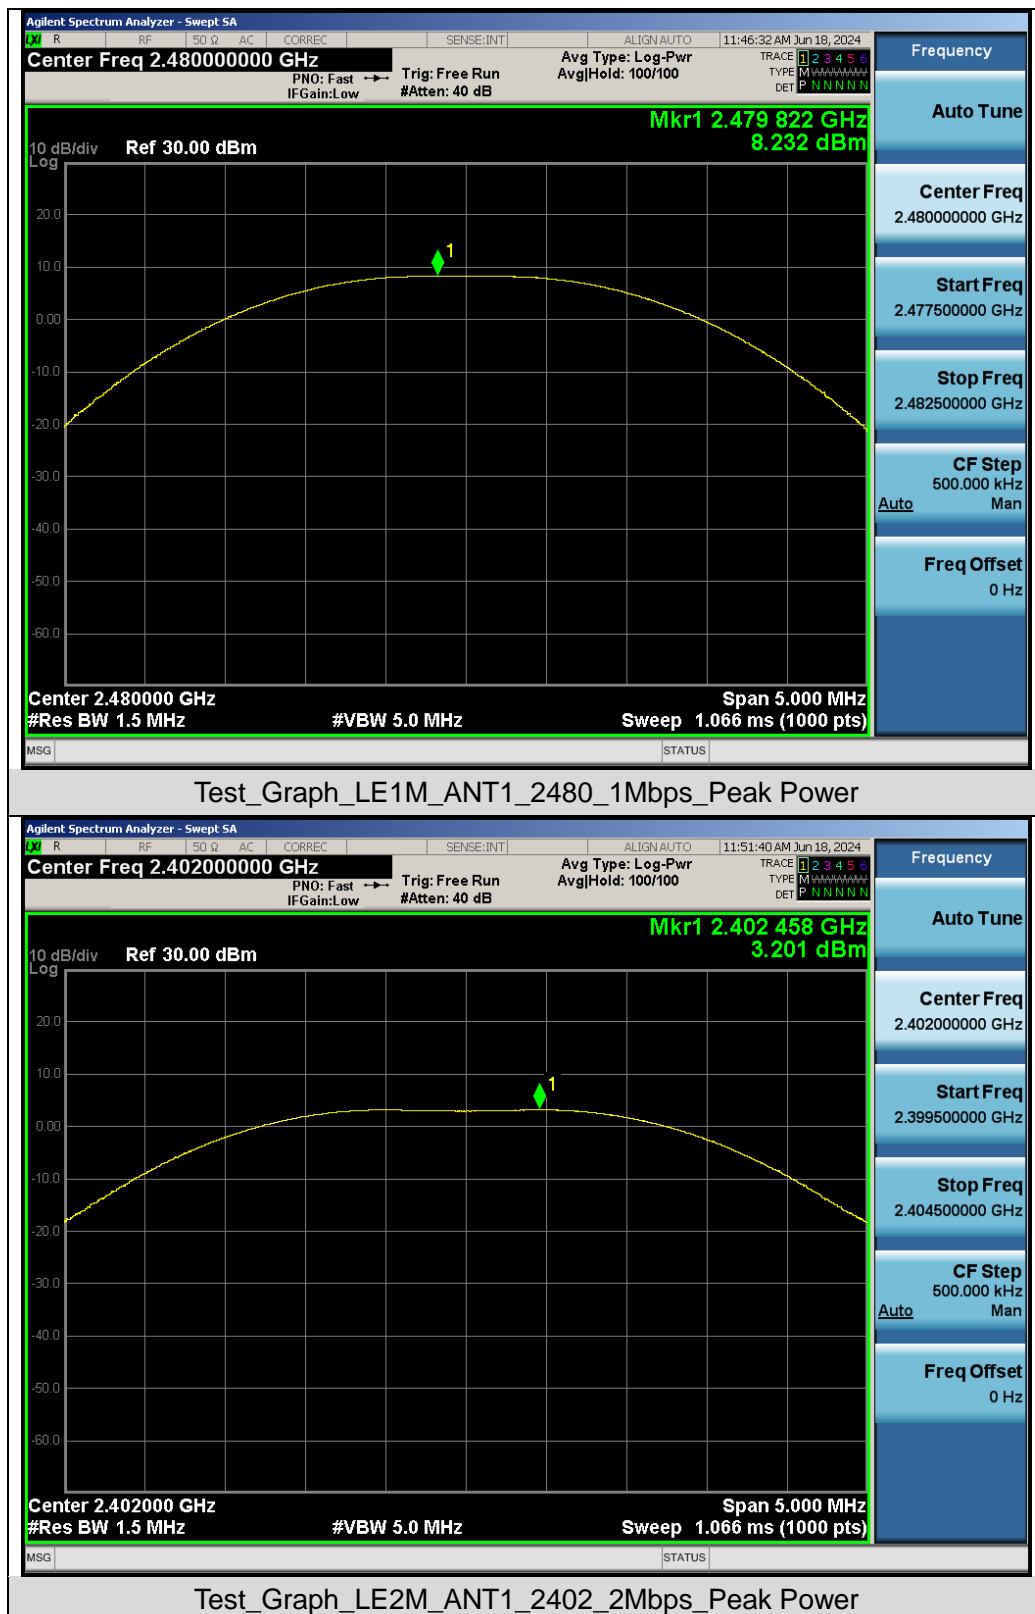 Agilent Spectrum Analyzer - Swept SA
LXI R RF 50 Ω AC CORREC SENSE:INT ALIGN AUTO 11:46:32 AM Jun 18, 2024
Center Freq 2.480000000 GHz
PNO: Fast
IFGain:Low
Trig: Free Run
#Atten: 40 dB
Avg Type: Log-Pwr
Avg|Hold: 100/100
TRACE 1 2 3 4 5 6
TYPE M
DET P N N N N N
Mkr1 2.479 822 GHz
8.232 dBm
10 dB/div Ref 30.00 dBm
Log
20.0
10.0
0.00
-10.0
-20.0
-30.0
-40.0
-50.0
-60.0
1
Center 2.480000 GHz
#Res BW 1.5 MHz
#VBW 5.0 MHz
Span 5.000 MHz
Sweep 1.066 ms (1000 pts)
MSG
STATUS
Frequency
Auto Tune
Center Freq
2.480000000 GHz
Start Freq
2.477500000 GHz
Stop Freq
2.482500000 GHz
CF Step
500.000 kHz
Auto Man
Freq Offset
0 Hz
Test_Graph_LE1M_ANT1_2480_1Mbps_Peak Power
Agilent Spectrum Analyzer - Swept SA
LXI R RF 50 Ω AC CORREC SENSE:INT ALIGN AUTO 11:51:40 AM Jun 18, 2024
Center Freq 2.402000000 GHz
PNO: Fast
IFGain:Low
Trig: Free Run
#Atten: 40 dB
Avg Type: Log-Pwr
Avg|Hold: 100/100
TRACE 1 2 3 4 5 6
TYPE M
DET P N N N N N
Mkr1 2.402 458 GHz
3.201 dBm
10 dB/div Ref 30.00 dBm
Log
20.0
10.0
0.00
-10.0
-20.0
-30.0
-40.0
-50.0
-60.0
1
Center 2.402000 GHz
#Res BW 1.5 MHz
#VBW 5.0 MHz
Span 5.000 MHz
Sweep 1.066 ms (1000 pts)
MSG
STATUS
Frequency
Auto Tune
Center Freq
2.402000000 GHz
Start Freq
2.399500000 GHz
Stop Freq
2.404500000 GHz
CF Step
500.000 kHz
Auto Man
Freq Offset
0 Hz
Test_Graph_LE2M_ANT1_2402_2Mbps_Peak Power